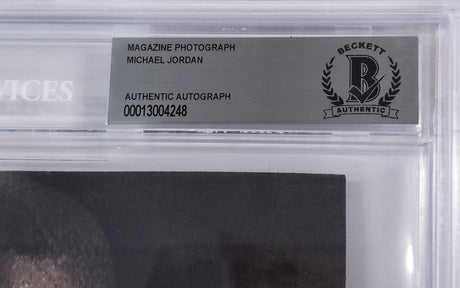 MAGAZINE PHOTOGRAPH
MICHAEL JORDAN
AUTHENTIC AUTOGRAPH
00013004248
BECKETT
B
AUTHENTIC
VICES